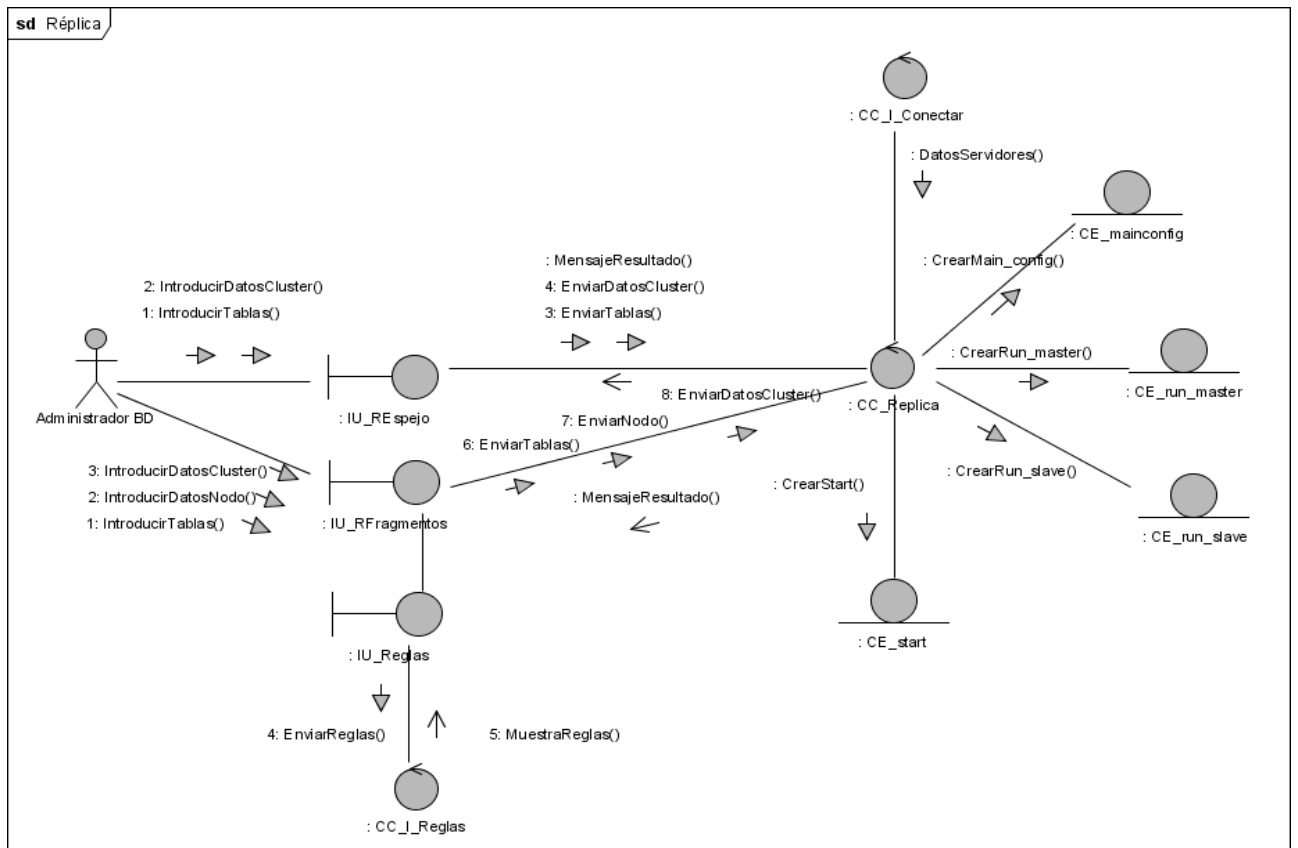 sd Réplica
: CC_I_Conectar
: DatosServidores()
: CE_mainconfig
: CrearMain_config()
: MensajeResultado()
2: IntroducirDatosCluster()
4: EnviarDatosCluster()
1: IntroducirTablas()
3: EnviarTablas()
: CrearRun_master()
: CE_run_master
8: EnviarDatosCluster()
: CC_Replica
Administrador BD
: IU_REspejo
7: EnviarNodo()
6: EnviarTablas()
3: IntroducirDatosCluster()
: CrearRun_slave()
: CrearStart()
2: IntroducirDatosNodo()
: MensajeResultado()
1: IntroducirTablas()
: IU_RFragmentos
: CE_run_slave
: CE_start
: IU_Reglas
4: EnviarReglas()
5: MuestraReglas()
: CC_I_Reglas